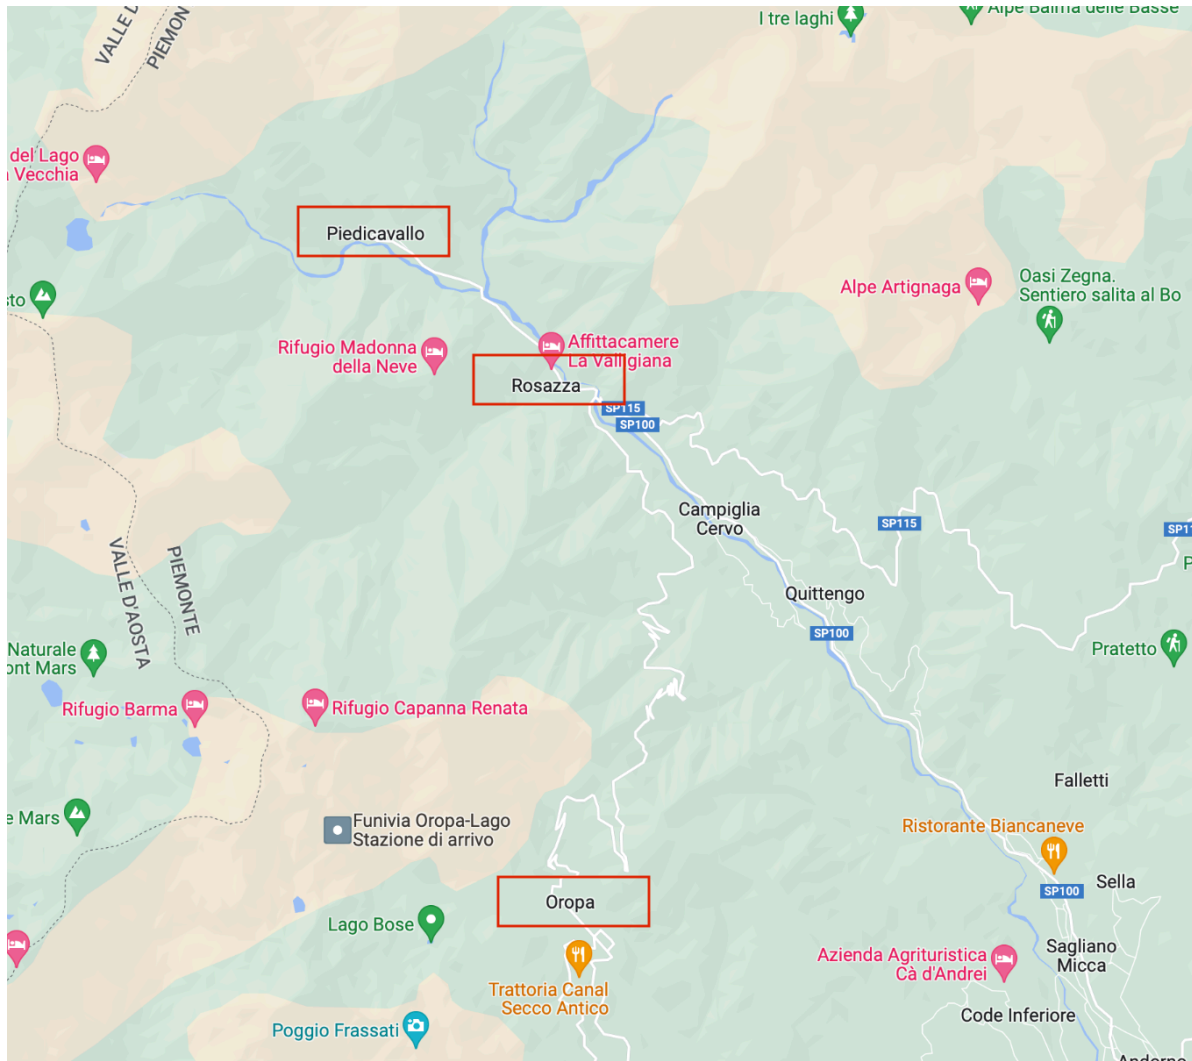 VALLE D'
PIEMON
I tre laghi
Alpe Balma delle Basse
del Lago
Vecchia
Piedicavallo
Alpe Artignaga
Oasi Zegna.
Sentiero salita al Bo
sto
Rifugio Madonna
della Neve
Affittacamere
La Valligiana
Rosazza
SP115
SP100
Campiglia
Cervo
SP115
SP11
P
VALLE D'AOSTA
PIEMONTE
Quittengo
SP100
Pratetto
Naturale
ont Mars
Rifugio Barma
Rifugio Capanna Renata
Falletti
e Mars
Funivia Oropa-Lago
Stazione di arrivo
Ristorante Biancaneve
SP100
Sella
Oropa
Lago Bose
Sagliano
Micca
Azienda Agrituristica
Cà d'Andrei
Trattoria Canal
Secco Antico
Code Inferiore
Poggio Frassati
Andorno